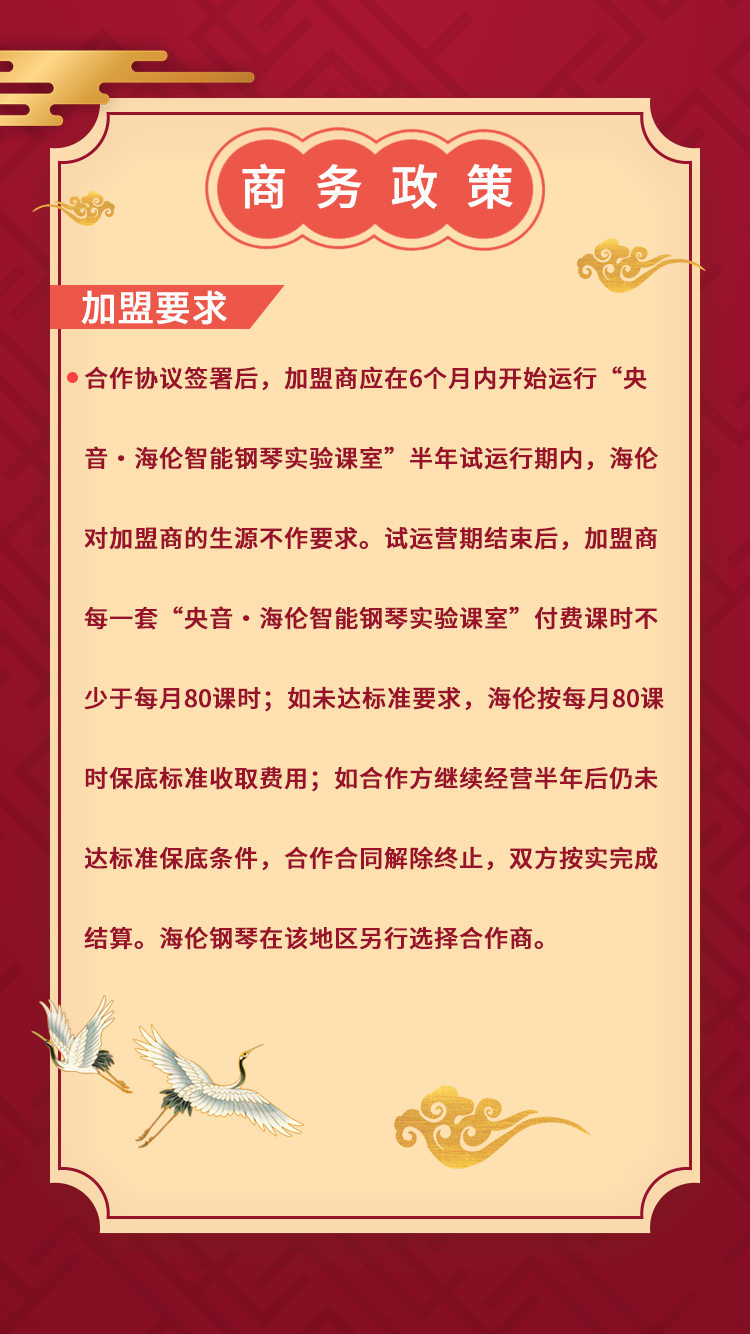 商务政策
加盟要求
合作协议签署后，加盟商应在6个月内开始运行“央
音·海伦智能钢琴实验课室”半年试运行期内，海伦
对加盟商的生源不作要求。试运营期结束后，加盟商
每一套“央音·海伦智能钢琴实验课室”付费课时不
少于每月80课时；如未达标准要求，海伦按每月80课
时保底标准收取费用；如合作方继续经营半年后仍未
达标准保底条件，合作合同解除终止，双方按实完成
结算。海伦钢琴在该地区另行选择合作商。